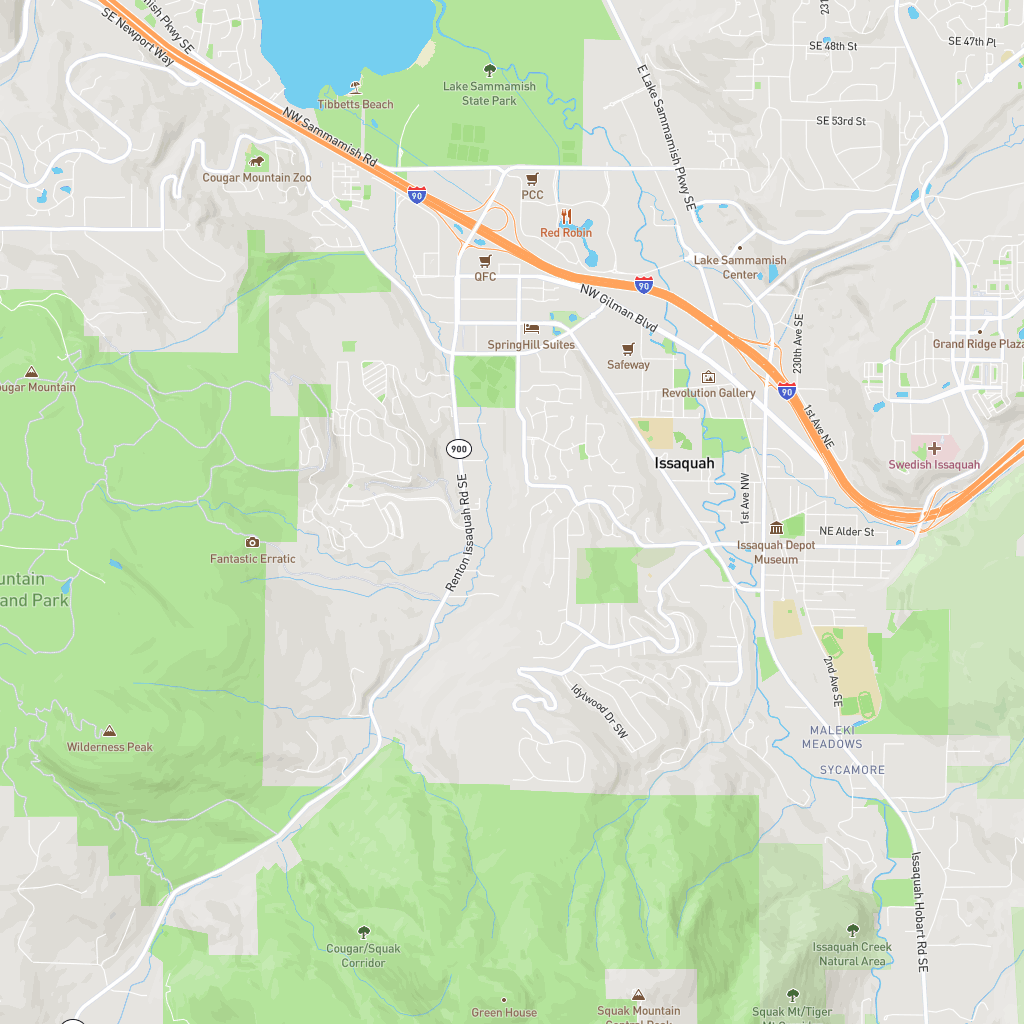 mish Pkwy SE
SE Newport Way
231
SE 48th St
SE 47th Pl
Lake Sammamish
State Park
Tibbetts Beach
E Lake Sammamish Pkwy SE
SE 53rd St
NW Sammamish Rd
Cougar Mountain Zoo
90
PCC
Red Robin
QFC
Lake Sammamish
Center
90
NW Gilman Blvd
230th Ave SE
SpringHill Suites
Grand Ridge Plaza
Safeway
ougar Mountain
Revolution Gallery
90
1st Ave NE
900
Issaquah
Swedish Issaquah
Renton Issaquah Rd SE
1st Ave NW
NE Alder St
Issaquah Depot
Museum
Fantastic Erratic
untain
and Park
2nd Ave SE
Idylwood Dr SW
Wilderness Peak
MALEKI
MEADOWS
SYCAMORE
Issaquah Hobart Rd SE
Cougar/Squak
Corridor
Issaquah Creek
Natural Area
Green House
Squak Mountain
Central Park
Squak Mt/Tiger